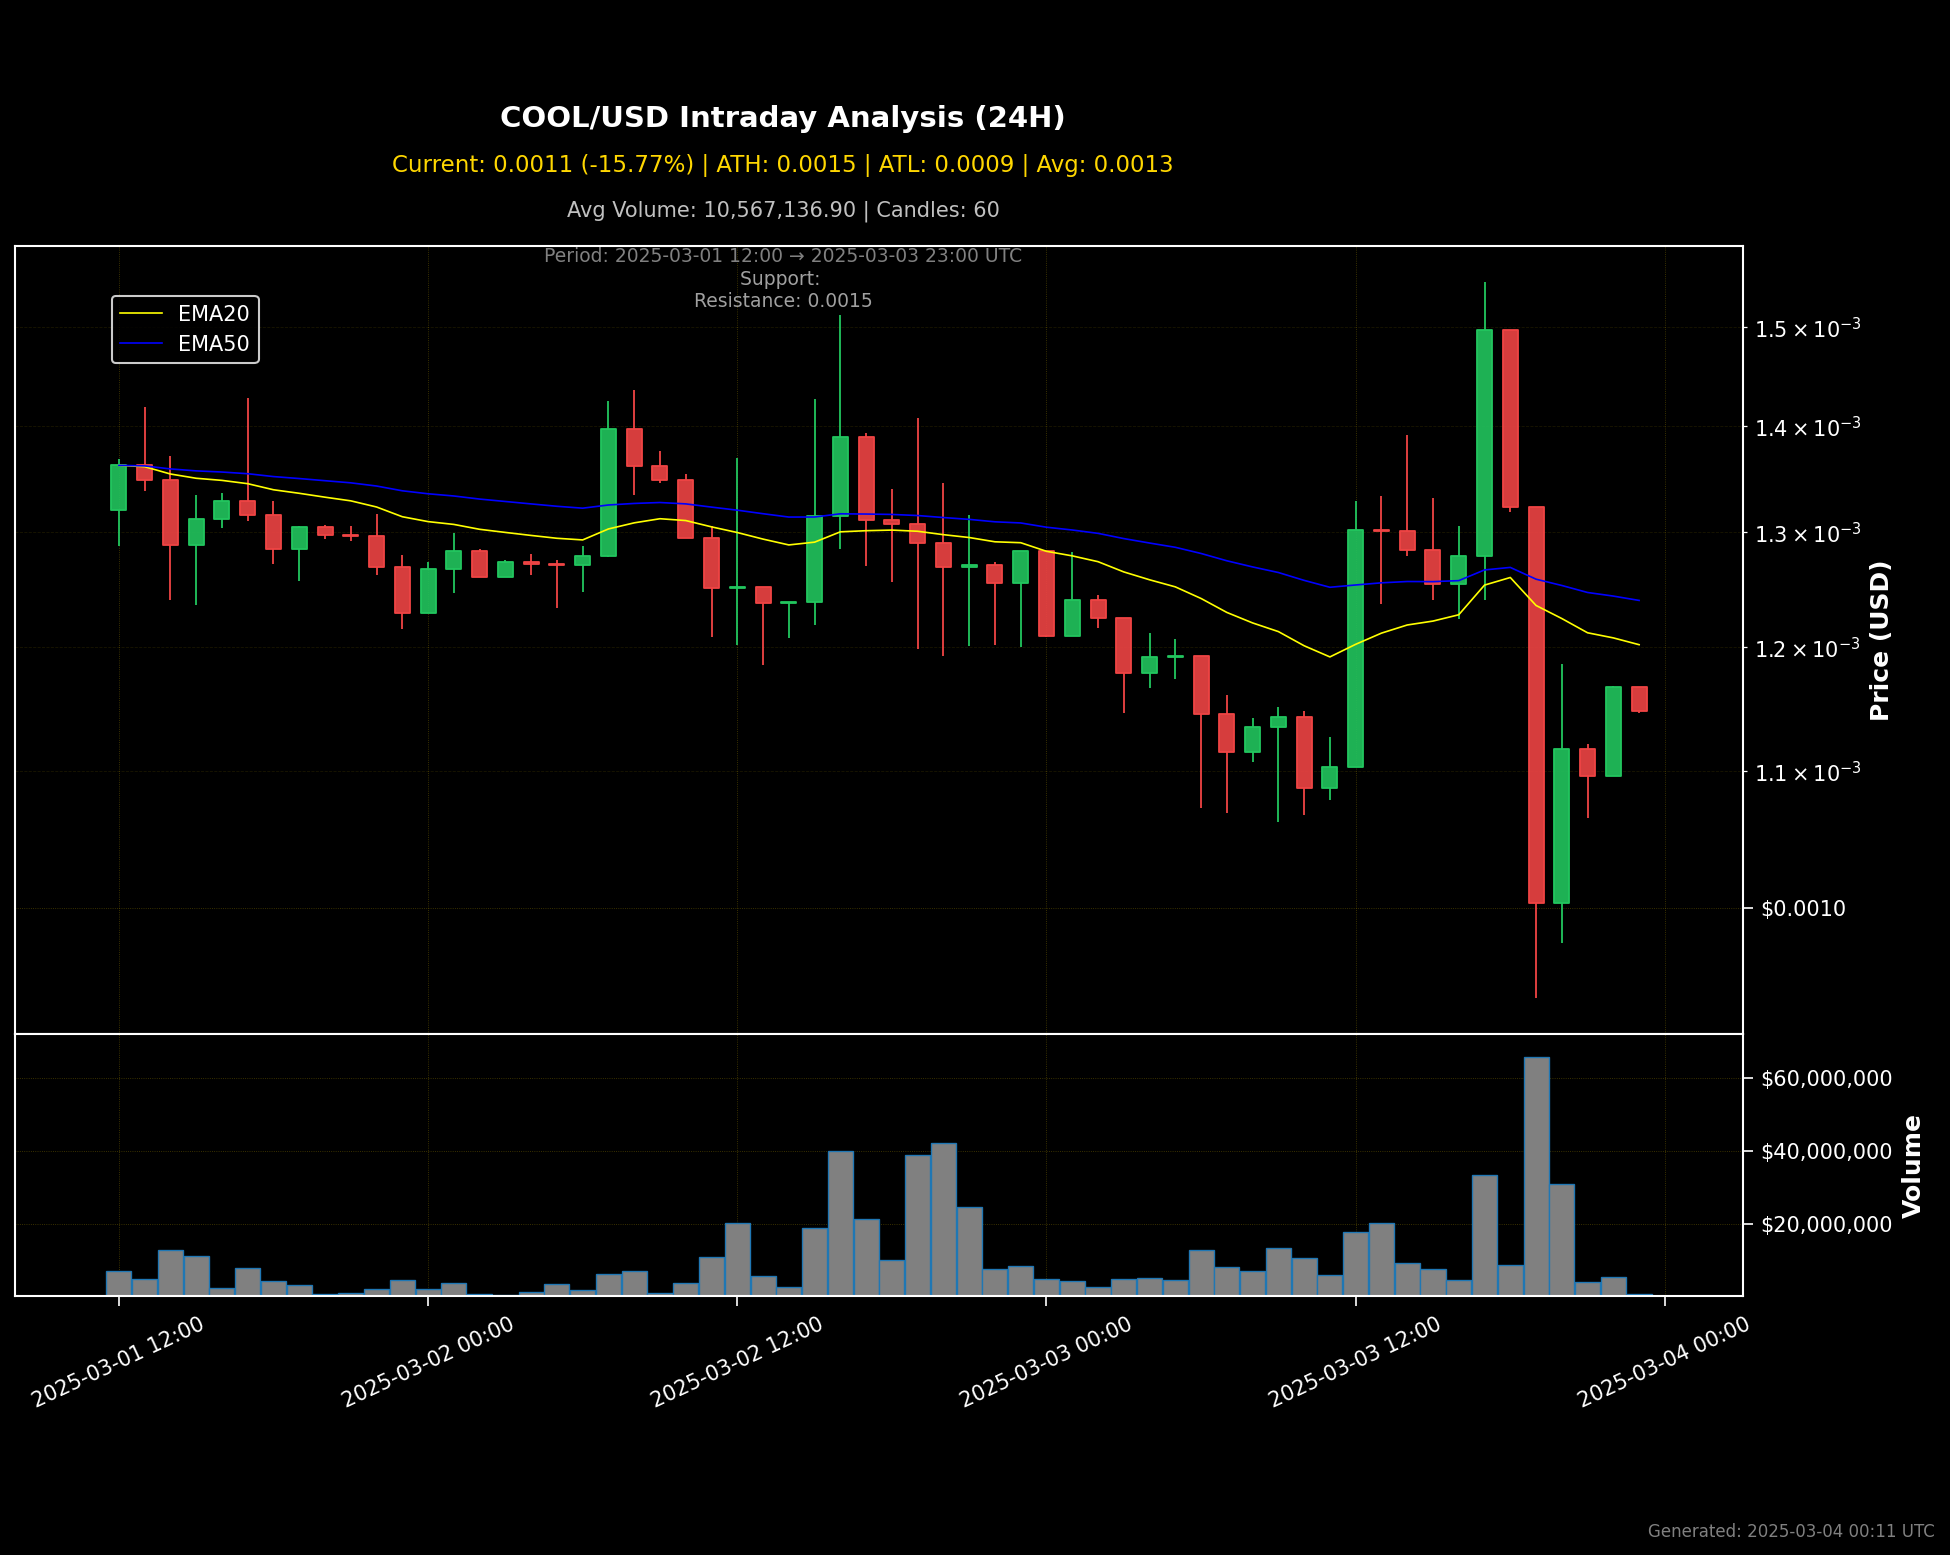 COOL/USD Intraday Analysis (24H)
Current: 0.0011 (-15.77%) | ATH: 0.0015 | ATL: 0.0009 | Avg: 0.0013
Avg Volume: 10,567,136.90 | Candles: 60
Period: 2025-03-01 12:00 → 2025-03-03 23:00 UTC
Support:
Resistance: 0.0015
EMA20
EMA50
1.5 × 10⁻³
1.4 × 10⁻³
1.3 × 10⁻³
1.2 × 10⁻³
1.1 × 10⁻³
$0.0010
Price (USD)
$60,000,000
$40,000,000
$20,000,000
Volume
2025-03-01 12:00
2025-03-02 00:00
2025-03-02 12:00
2025-03-03 00:00
2025-03-03 12:00
2025-03-04 00:00
Generated: 2025-03-04 00:11 UTC